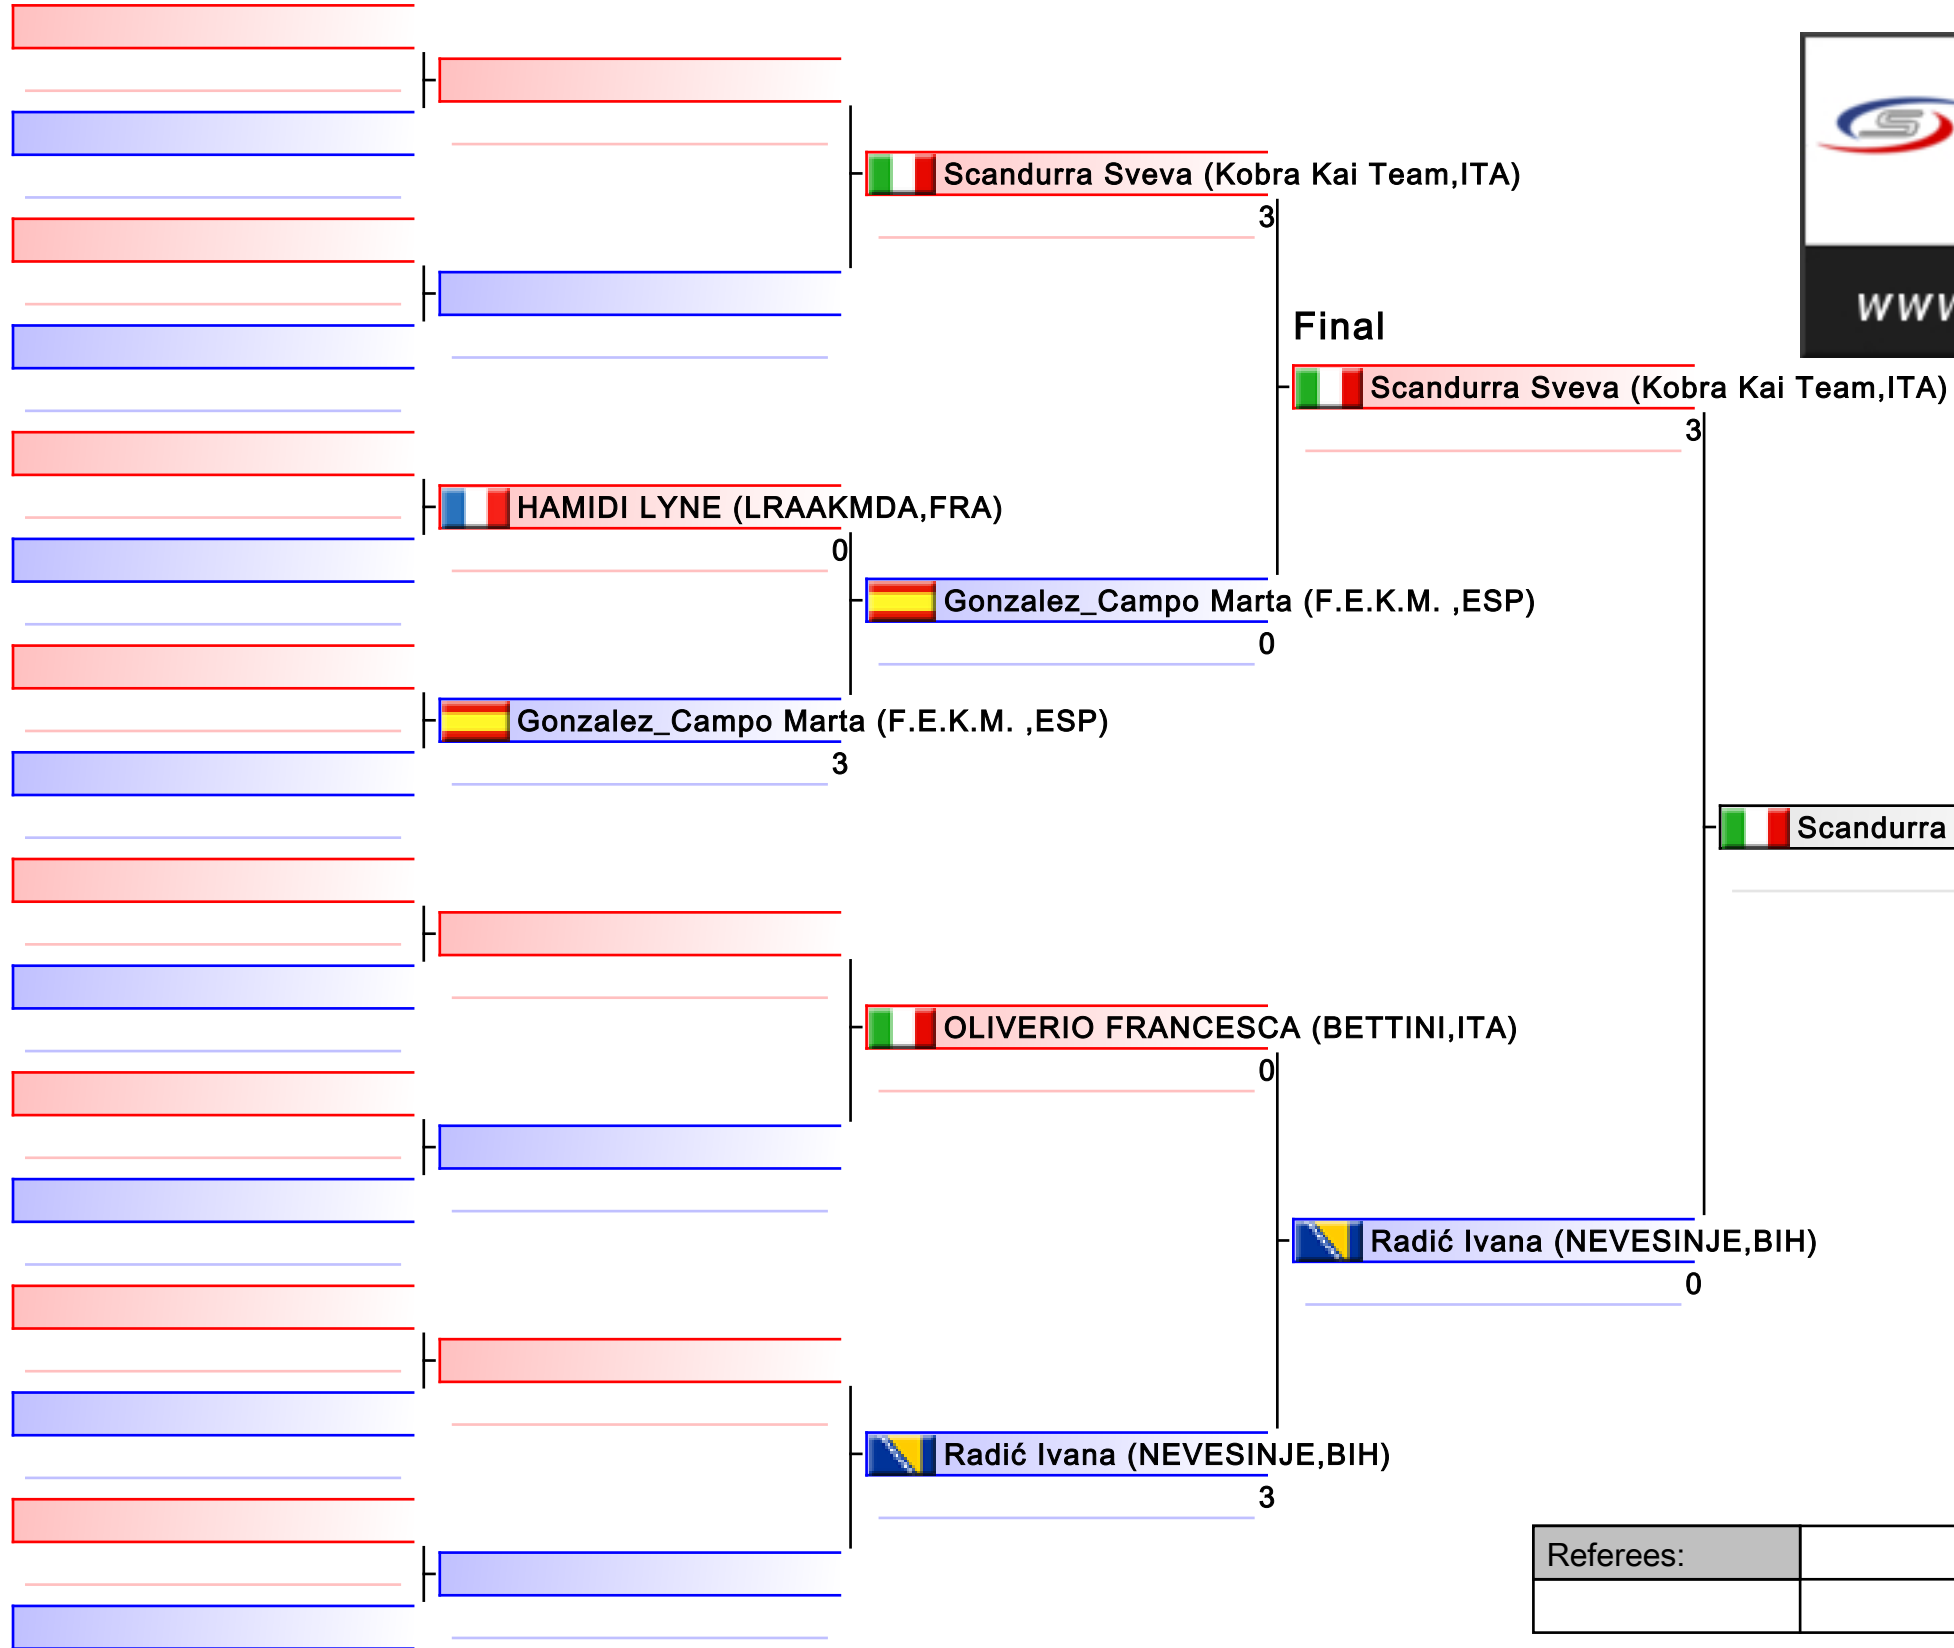 Scandurra Sveva (Kobra Kai Team,ITA)
3
Final
Scandurra Sveva (Kobra Kai Team,ITA)
3
HAMIDI LYNE (LRAAKMDA,FRA)
0
Gonzalez_Campo Marta (F.E.K.M. ,ESP)
0
Gonzalez_Campo Marta (F.E.K.M. ,ESP)
3
Scandurra
OLIVERIO FRANCESCA (BETTINI,ITA)
0
Radić Ivana (NEVESINJE,BIH)
0
Radić Ivana (NEVESINJE,BIH)
3
Referees: